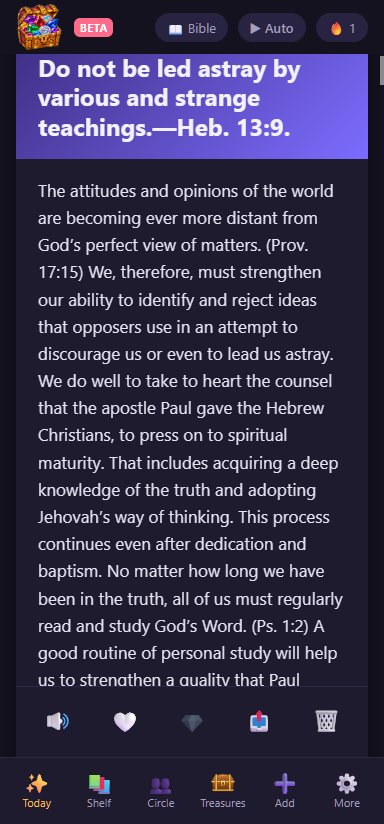 BETA
Bible
Auto
1
Do not be led astray by
various and strange
teachings.—Heb. 13:9.
The attitudes and opinions of the world
are becoming ever more distant from
God’s perfect view of matters. (Prov.
17:15) We, therefore, must strengthen
our ability to identify and reject ideas
that opposers use in an attempt to
discourage us or even to lead us astray.
We do well to take to heart the counsel
that the apostle Paul gave the Hebrew
Christians, to press on to spiritual
maturity. That includes acquiring a deep
knowledge of the truth and adopting
Jehovah’s way of thinking. This process
continues even after dedication and
baptism. No matter how long we have
been in the truth, all of us must regularly
read and study God’s Word. (Ps. 1:2) A
good routine of personal study will help
us to strengthen a quality that Paul
Today
Shelf
Circle
Treasures
Add
More